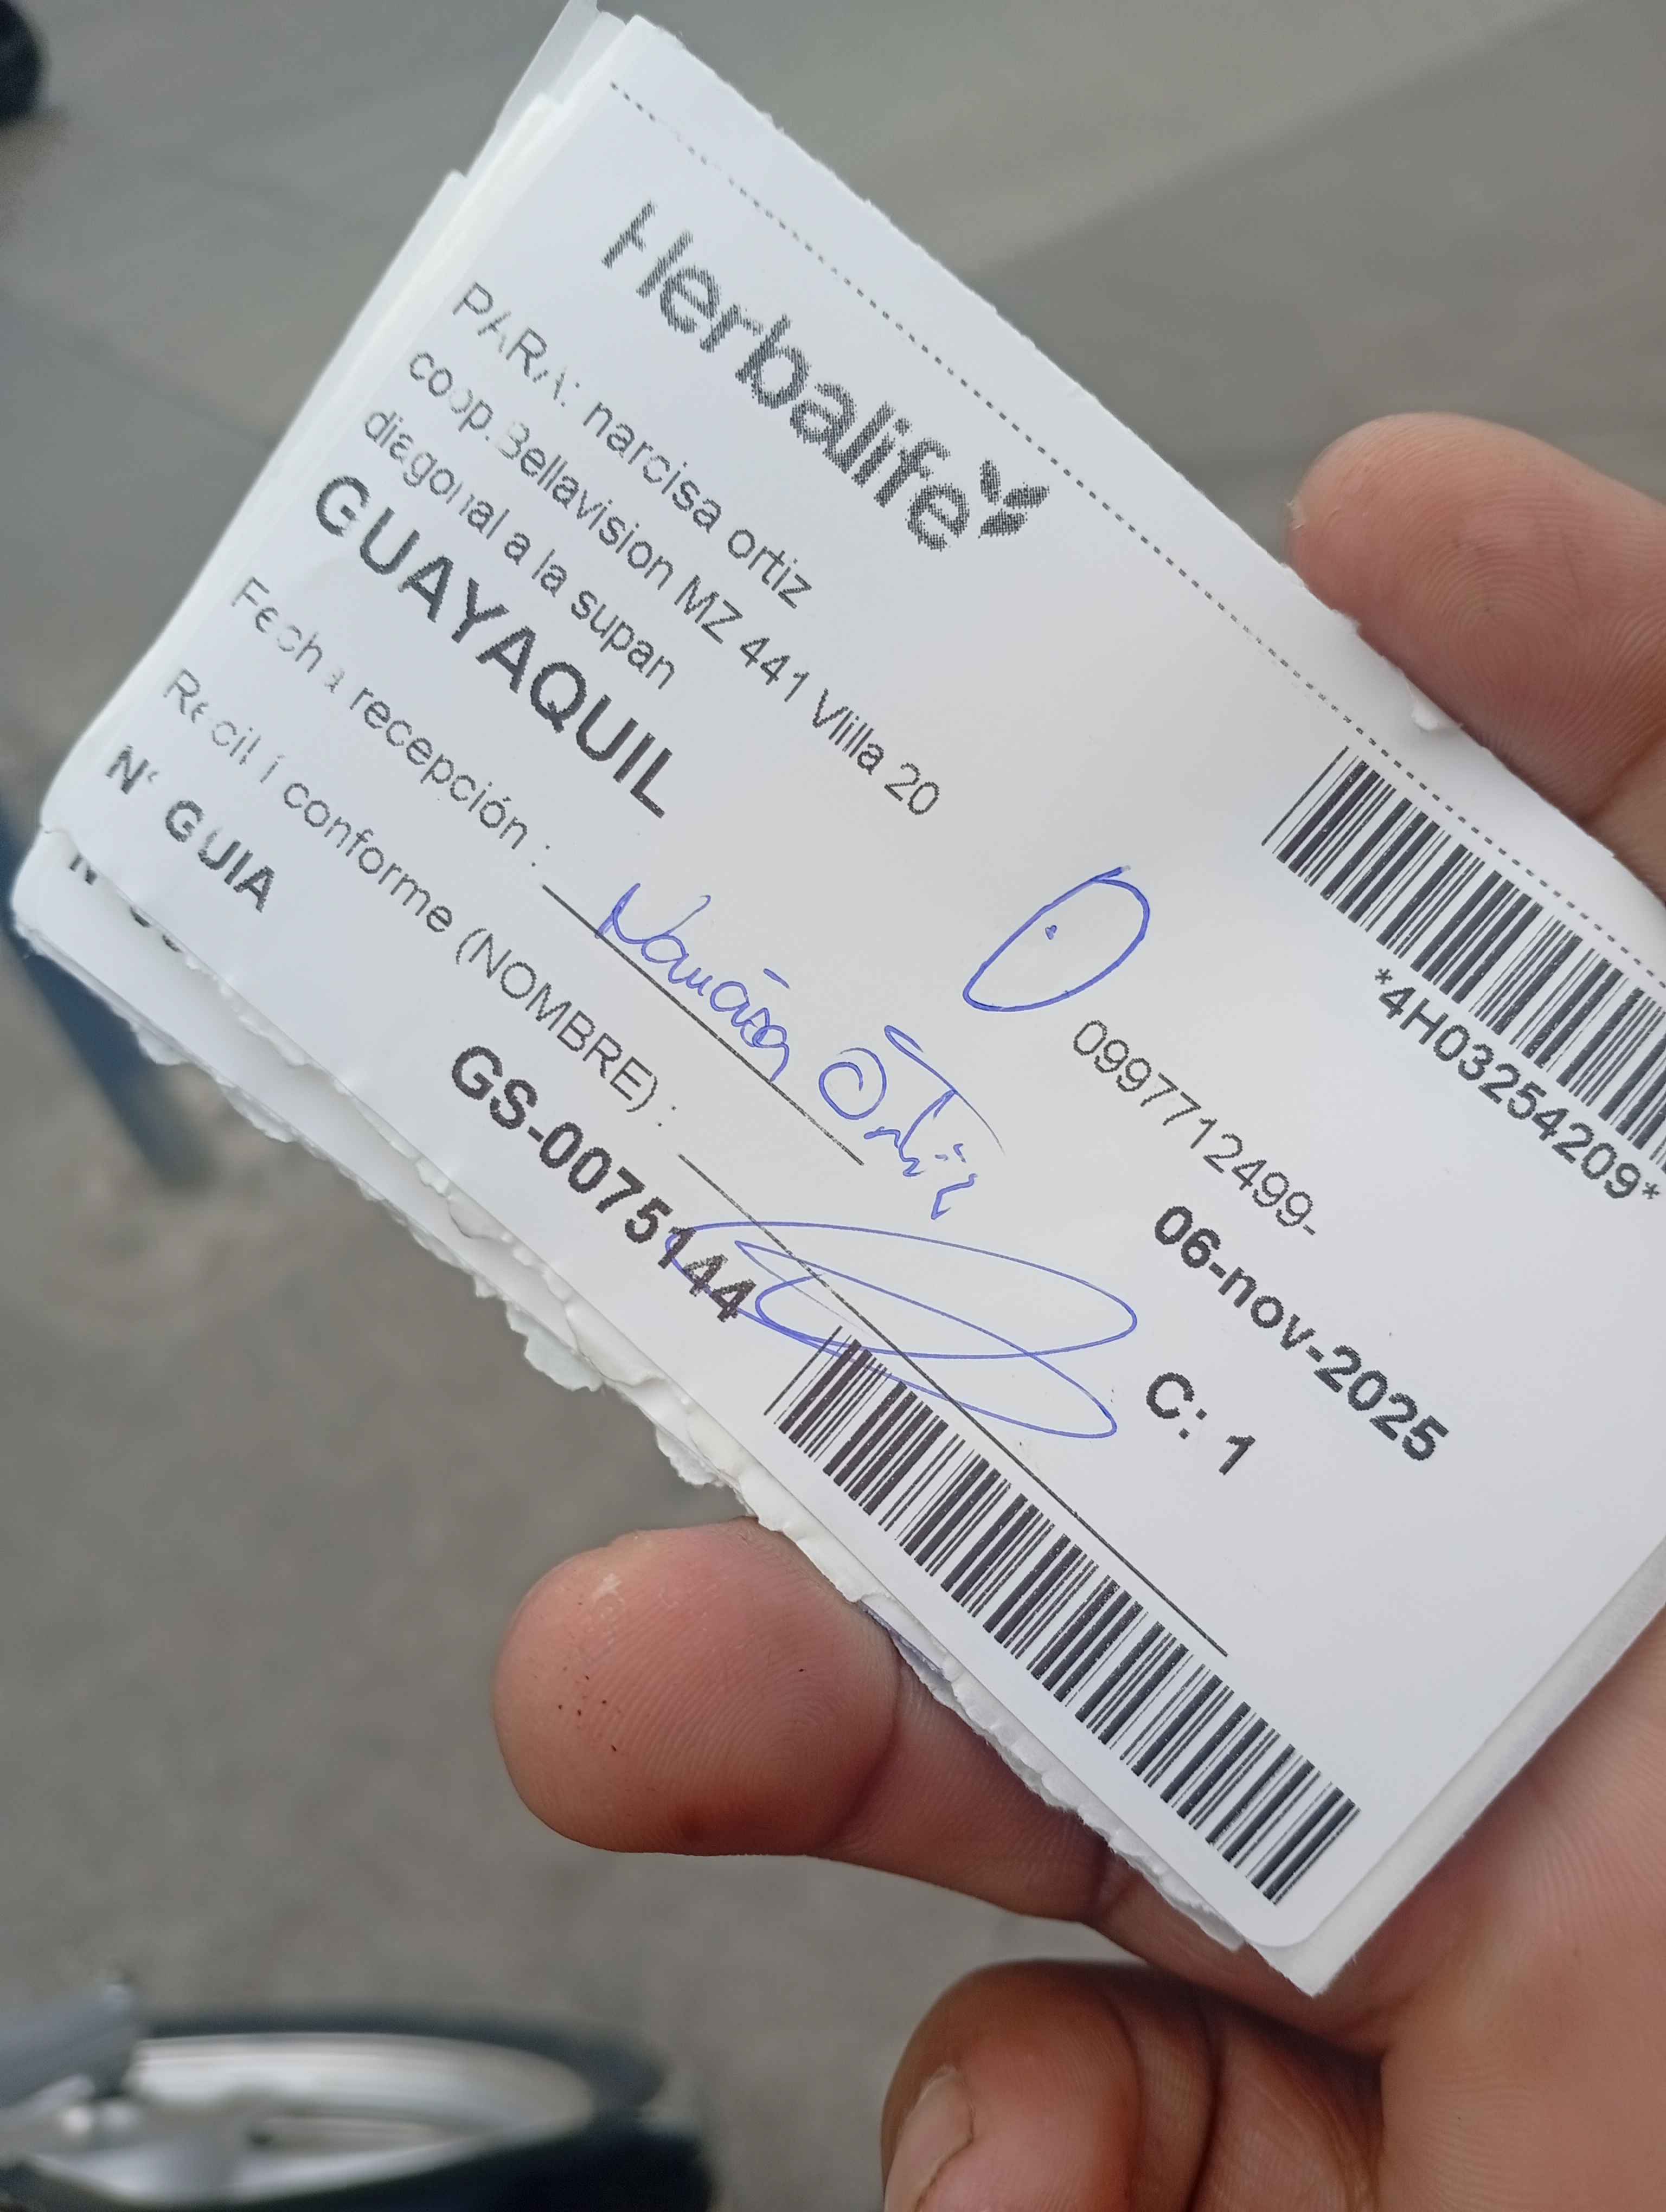 Herbalife
*4H03254209*
PARA: narcisa ortiz
coop.Bellavision MZ 441 Vlilla 20
diagonal a la supan
GUAYAQUIL
0997712499-
06-nov-2025
Fecha recepción :
Narcisa Ortiz
Recibí conforme (NOMBRE) :
C: 1
N° GUIA
GS-0075144